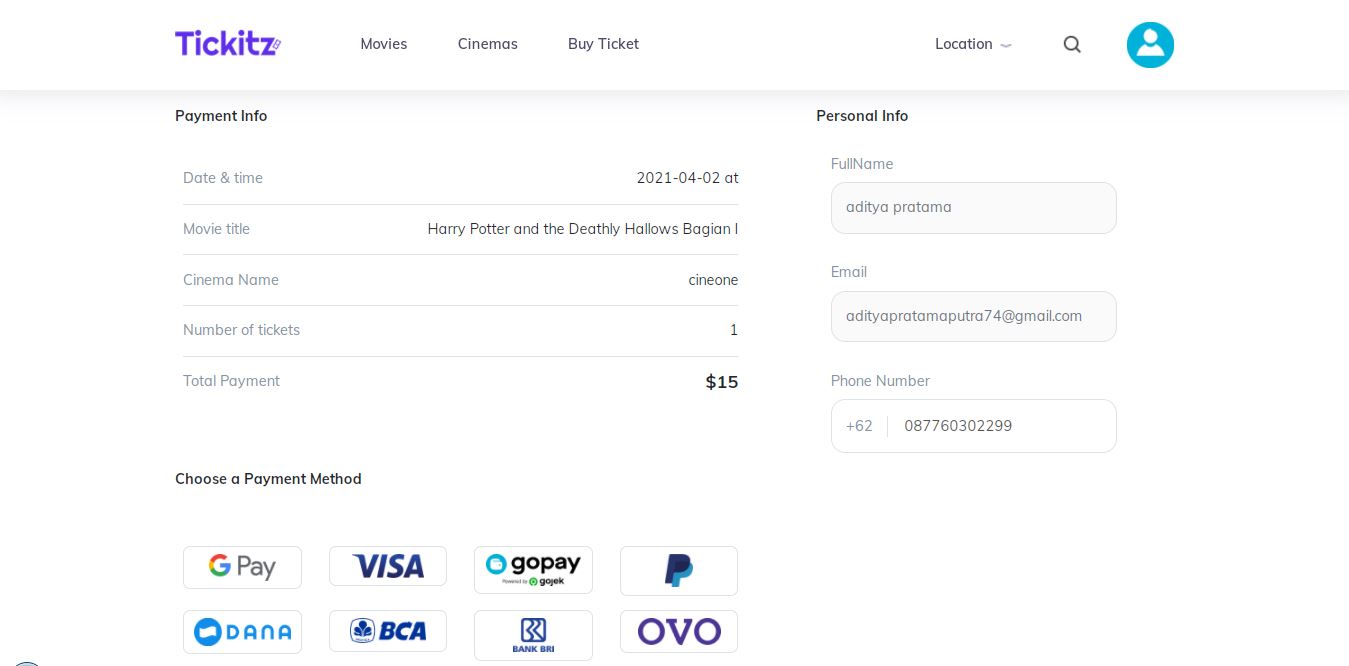 Tickitz
Movies Cinemas Buy Ticket Location
Payment Info
Date & time 2021-04-02 at
Movie title Harry Potter and the Deathly Hallows Bagian I
Cinema Name cineone
Number of tickets 1
Total Payment $15
Personal Info
FullName
aditya pratama
Email
adityapratamaputra74@gmail.com
Phone Number
+62 087760302299
Choose a Payment Method
G Pay VISA gopay
Powered by gojek
DANA BCA BANK BRI OVO